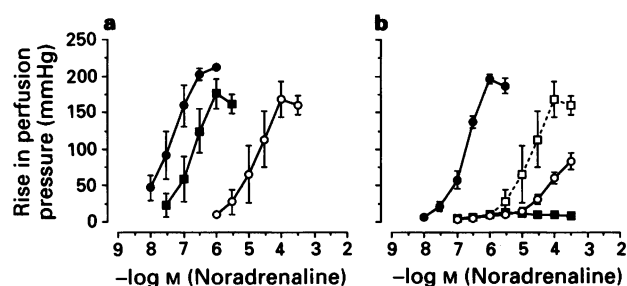 a
b
250
200
150
100
50
0
Rise in perfusion
pressure (mmHg)
9 8 7 6 5 4 3 2
9 8 7 6 5 4 3 2
–log M (Noradrenaline)
–log M (Noradrenaline)